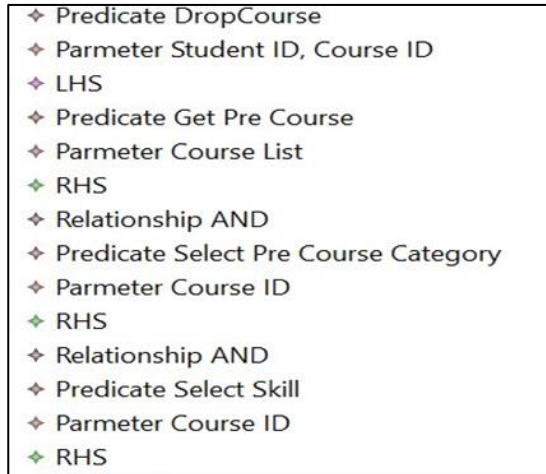 Predicate DropCourse
Parmeter Student ID, Course ID
LHS
Predicate Get Pre Course
Parmeter Course List
RHS
Relationship AND
Predicate Select Pre Course Category
Parmeter Course ID
RHS
Relationship AND
Predicate Select Skill
Parmeter Course ID
RHS